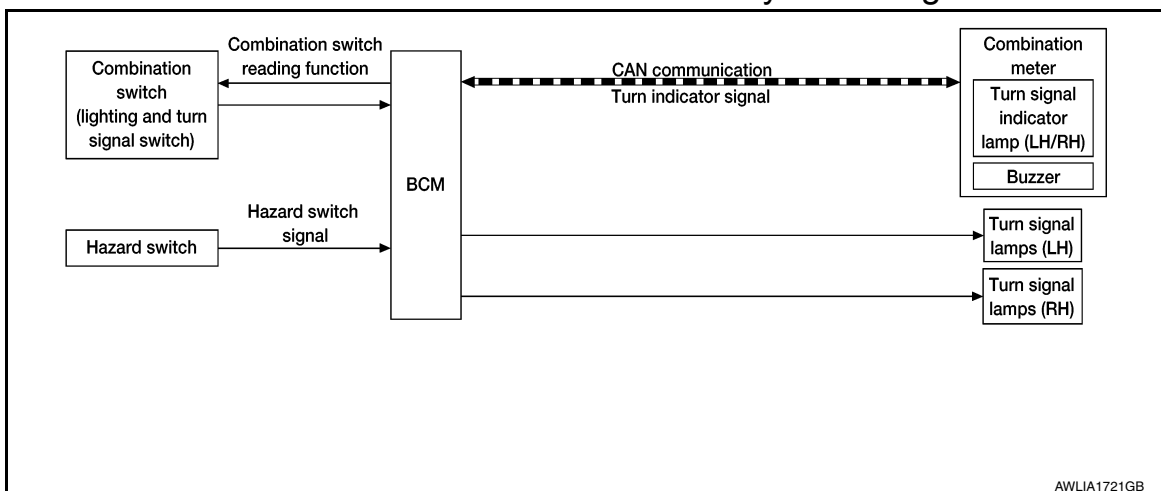 Combination
switch
(lighting and turn
signal switch)
Combination switch
reading function
BCM
CAN communication
Turn indicator signal
Combination
meter
Turn signal
indicator
lamp (LH/RH)
Buzzer
Hazard switch
Hazard switch
signal
Turn signal
lamps (LH)
Turn signal
lamps (RH)
AWLIA1721GB